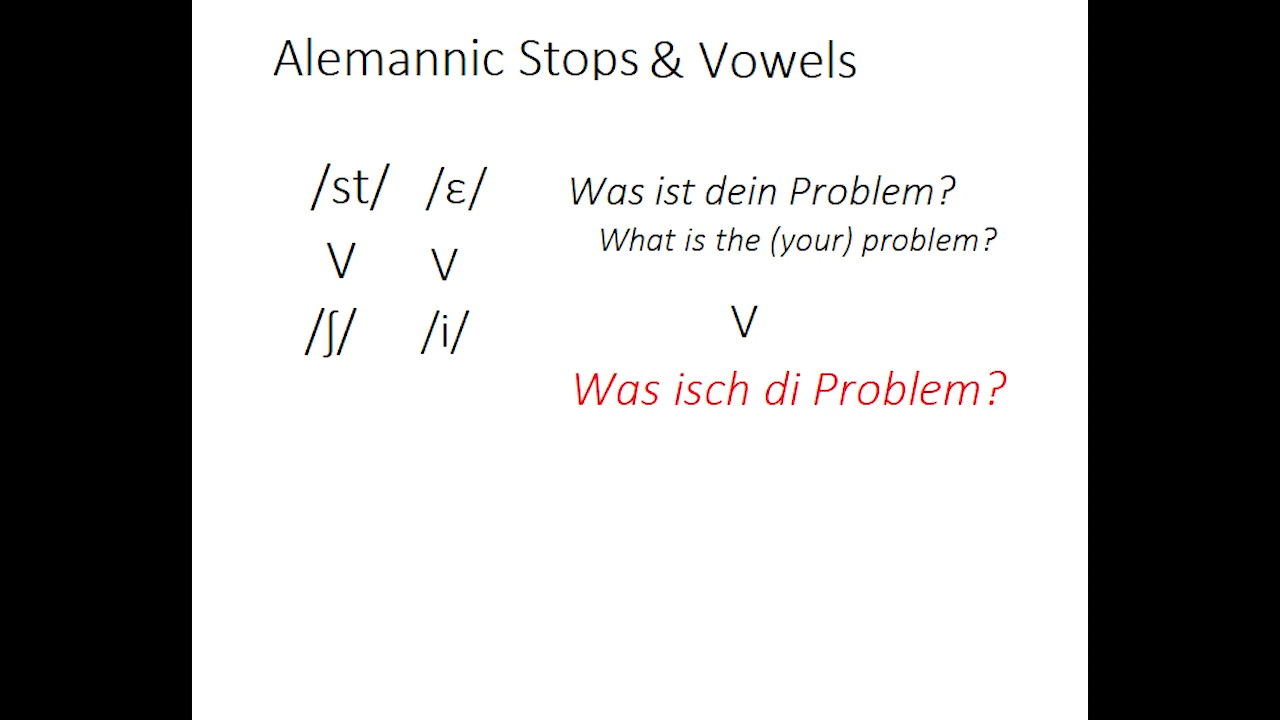 Alemannic Stops & Vowels
/st/ /ɛ/
Was ist dein Problem?
What is the (your) problem?
V V
V
/ʃ/ /i/
Was isch di Problem?